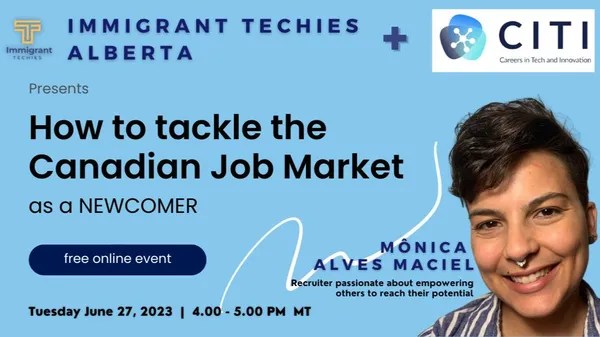 Immigrant
TECHIES
IMMIGRANT TECHIES
ALBERTA
+
CITI
Careers in Tech and Innovation
Presents
How to tackle the
Canadian Job Market
as a NEWCOMER
free online event
MÔNICA
ALVES MACIEL
Recruiter passionate about empowering
others to reach their potential
Tuesday June 27, 2023 | 4.00 - 5.00 PM MT